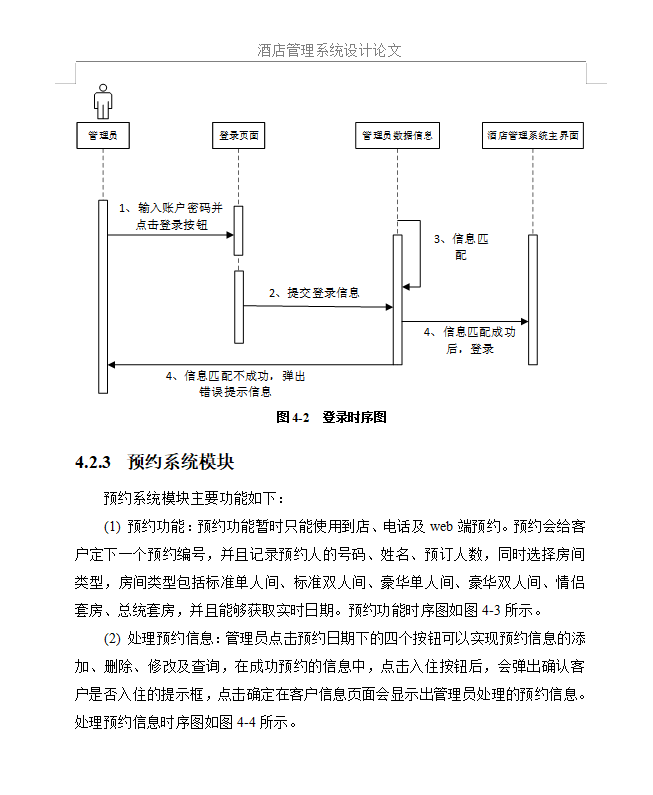 酒店管理系统设计论文
管理员
登录页面
管理员数据信息
酒店管理系统主界面
1、输入账户密码并
点击登录按钮
3、信息匹
配
2、提交登录信息
4、信息匹配成功
后，登录
4、信息匹配不成功，弹出
错误提示信息
图 4-2 登录时序图
4.2.3 预约系统模块
预约系统模块主要功能如下：
(1) 预约功能：预约功能暂时只能使用到店、电话及 web 端预约。预约会给客
户定下一个预约编号，并且记录预约人的号码、姓名、预订人数，同时选择房间
类型，房间类型包括标准单人间、标准双人间、豪华单人间、豪华双人间、情侣
套房、总统套房，并且能够获取实时日期。预约功能时序图如图 4-3 所示。
(2) 处理预约信息：管理员点击预约日期下的四个按钮可以实现预约信息的添
加、删除、修改及查询，在成功预约的信息中，点击入住按钮后，会弹出确认客
户是否入住的提示框，点击确定在客户信息页面会显示出管理员处理的预约信息。
处理预约信息时序图如图 4-4 所示。